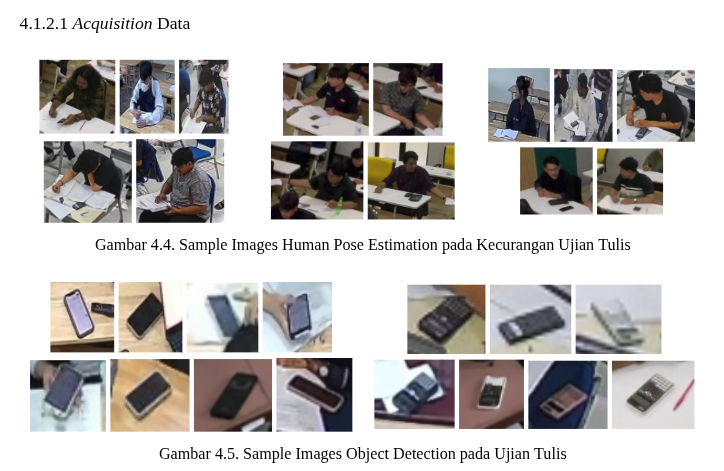 4.1.2.1 Acquisition Data
Gambar 4.4. Sample Images Human Pose Estimation pada Kecurangan Ujian Tulis
Gambar 4.5. Sample Images Object Detection pada Ujian Tulis